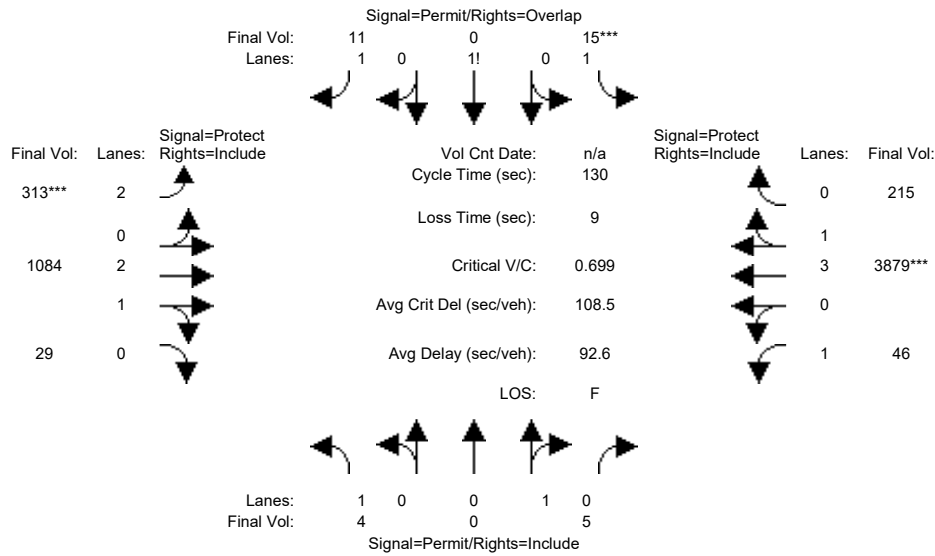 Signal=Permit/Rights=Overlap
Final Vol: 11 0 15***
Lanes: 1 0 1! 0 1
Signal=Protect Signal=Protect
Final Vol: Lanes: Rights=Include Vol Cnt Date: n/a Rights=Include Lanes: Final Vol:
Cycle Time (sec): 130
313*** 2 0 215
Loss Time (sec): 9
0 1
1084 2 Critical V/C: 0.699 3 3879***
1 Avg Crit Del (sec/veh): 108.5 0
29 0 Avg Delay (sec/veh): 92.6 1 46
LOS: F
Lanes: 1 0 0 1 0
Final Vol: 4 0 5
Signal=Permit/Rights=Include